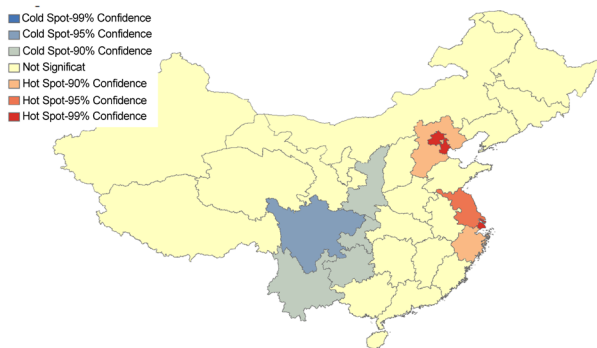 Cold Spot-99% Confidence
Cold Spot-95% Confidence
Cold Spot-90% Confidence
Not Significat
Hot Spot-90% Confidence
Hot Spot-95% Confidence
Hot Spot-99% Confidence